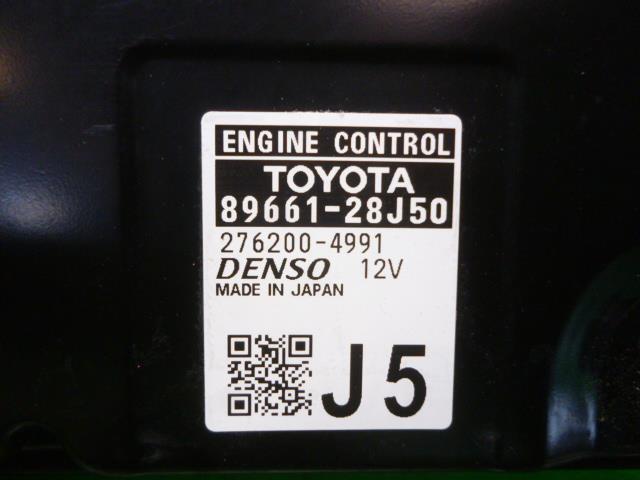 ENGINE CONTROL
TOYOTA
89661-28J50
276200-4991
DENSO 12V
MADE IN JAPAN
J5